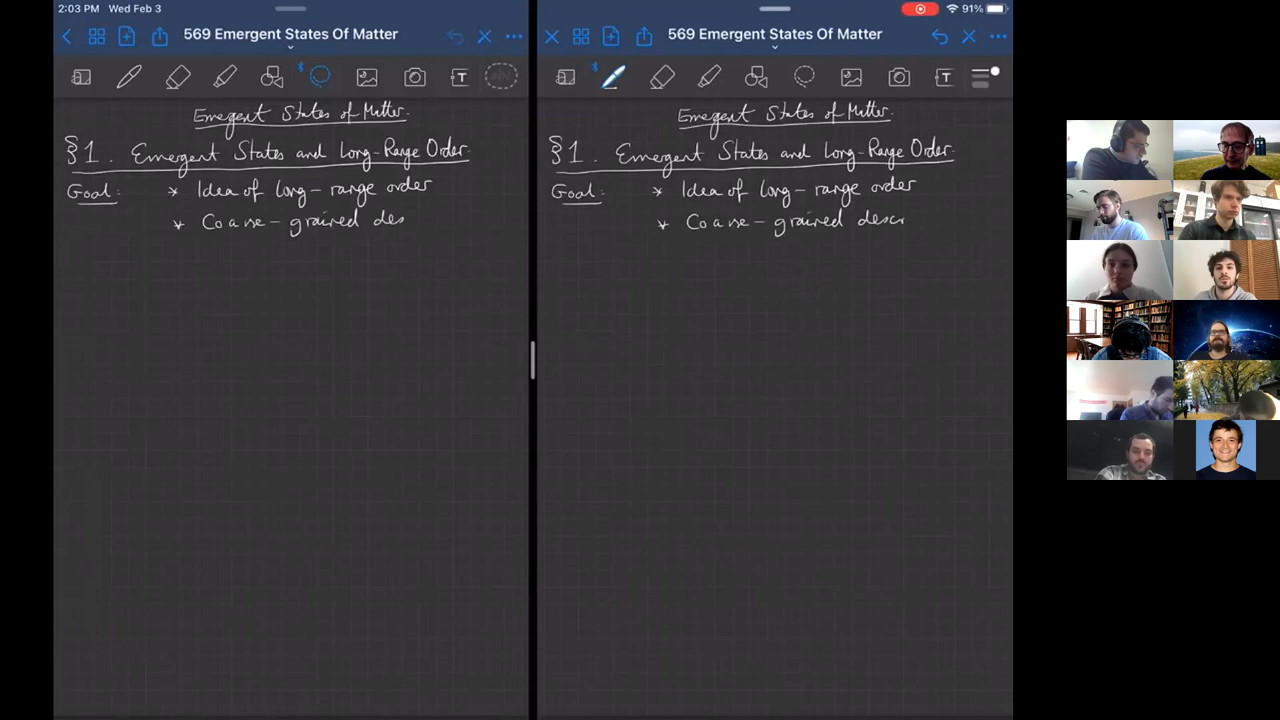 2:03 PM Wed Feb 3
91%
569 Emergent States Of Matter
569 Emergent States Of Matter
Emergent States of Matter.
§1. Emergent States and Long-Range Order
Goal: * Idea of long-range order
* Coarse-grained des
Emergent States of Matter.
§1. Emergent States and Long-Range Order
Goal: * Idea of long-range order
* Coarse-grained descr